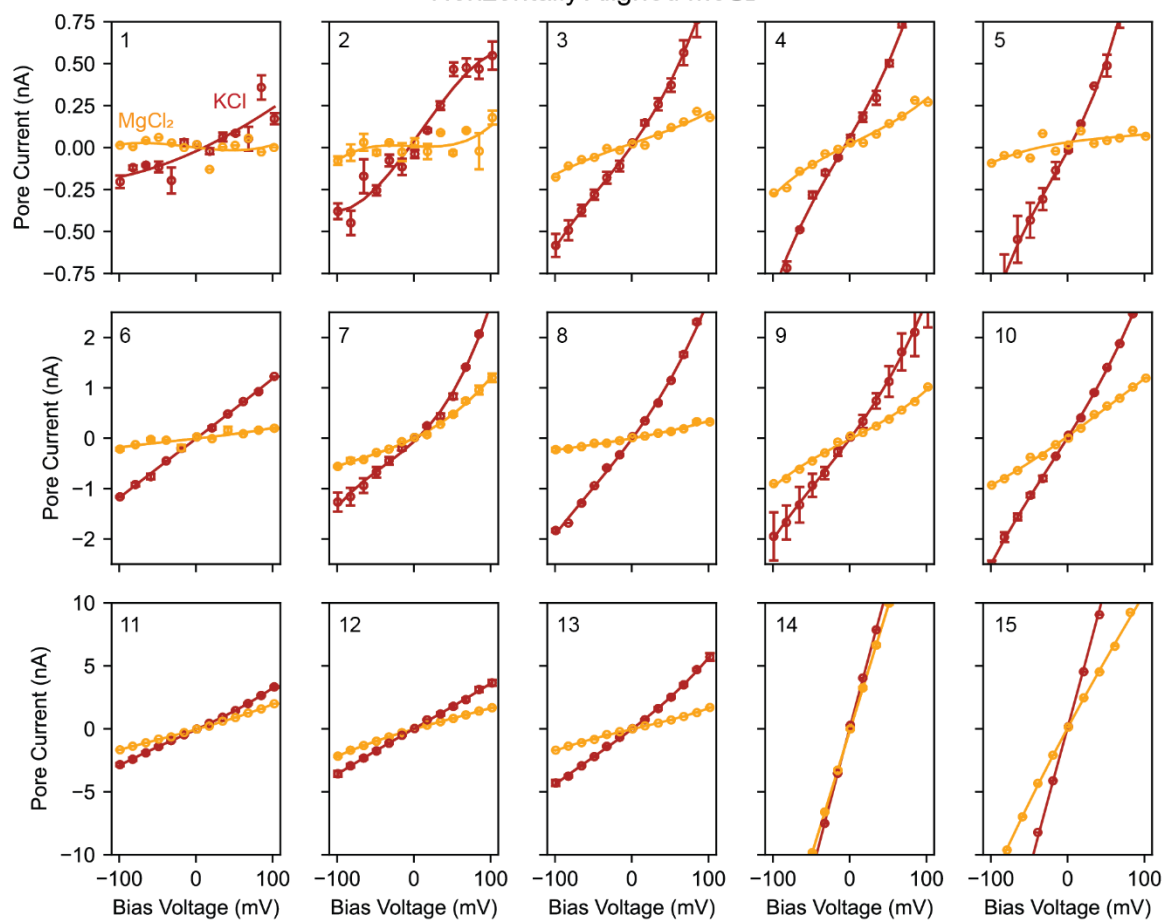 1 2 3 4 5
0.75
0.50
0.25
0.00
−0.25
−0.50
−0.75
Pore Current (nA)
KCl
MgCl₂
6 7 8 9 10
2
1
0
−1
−2
Pore Current (nA)
11 12 13 14 15
10
5
0
−5
−10
Pore Current (nA)
−100 0 100 −100 0 100 −100 0 100 −100 0 100 −100 0 100
Bias Voltage (mV) Bias Voltage (mV) Bias Voltage (mV) Bias Voltage (mV) Bias Voltage (mV)